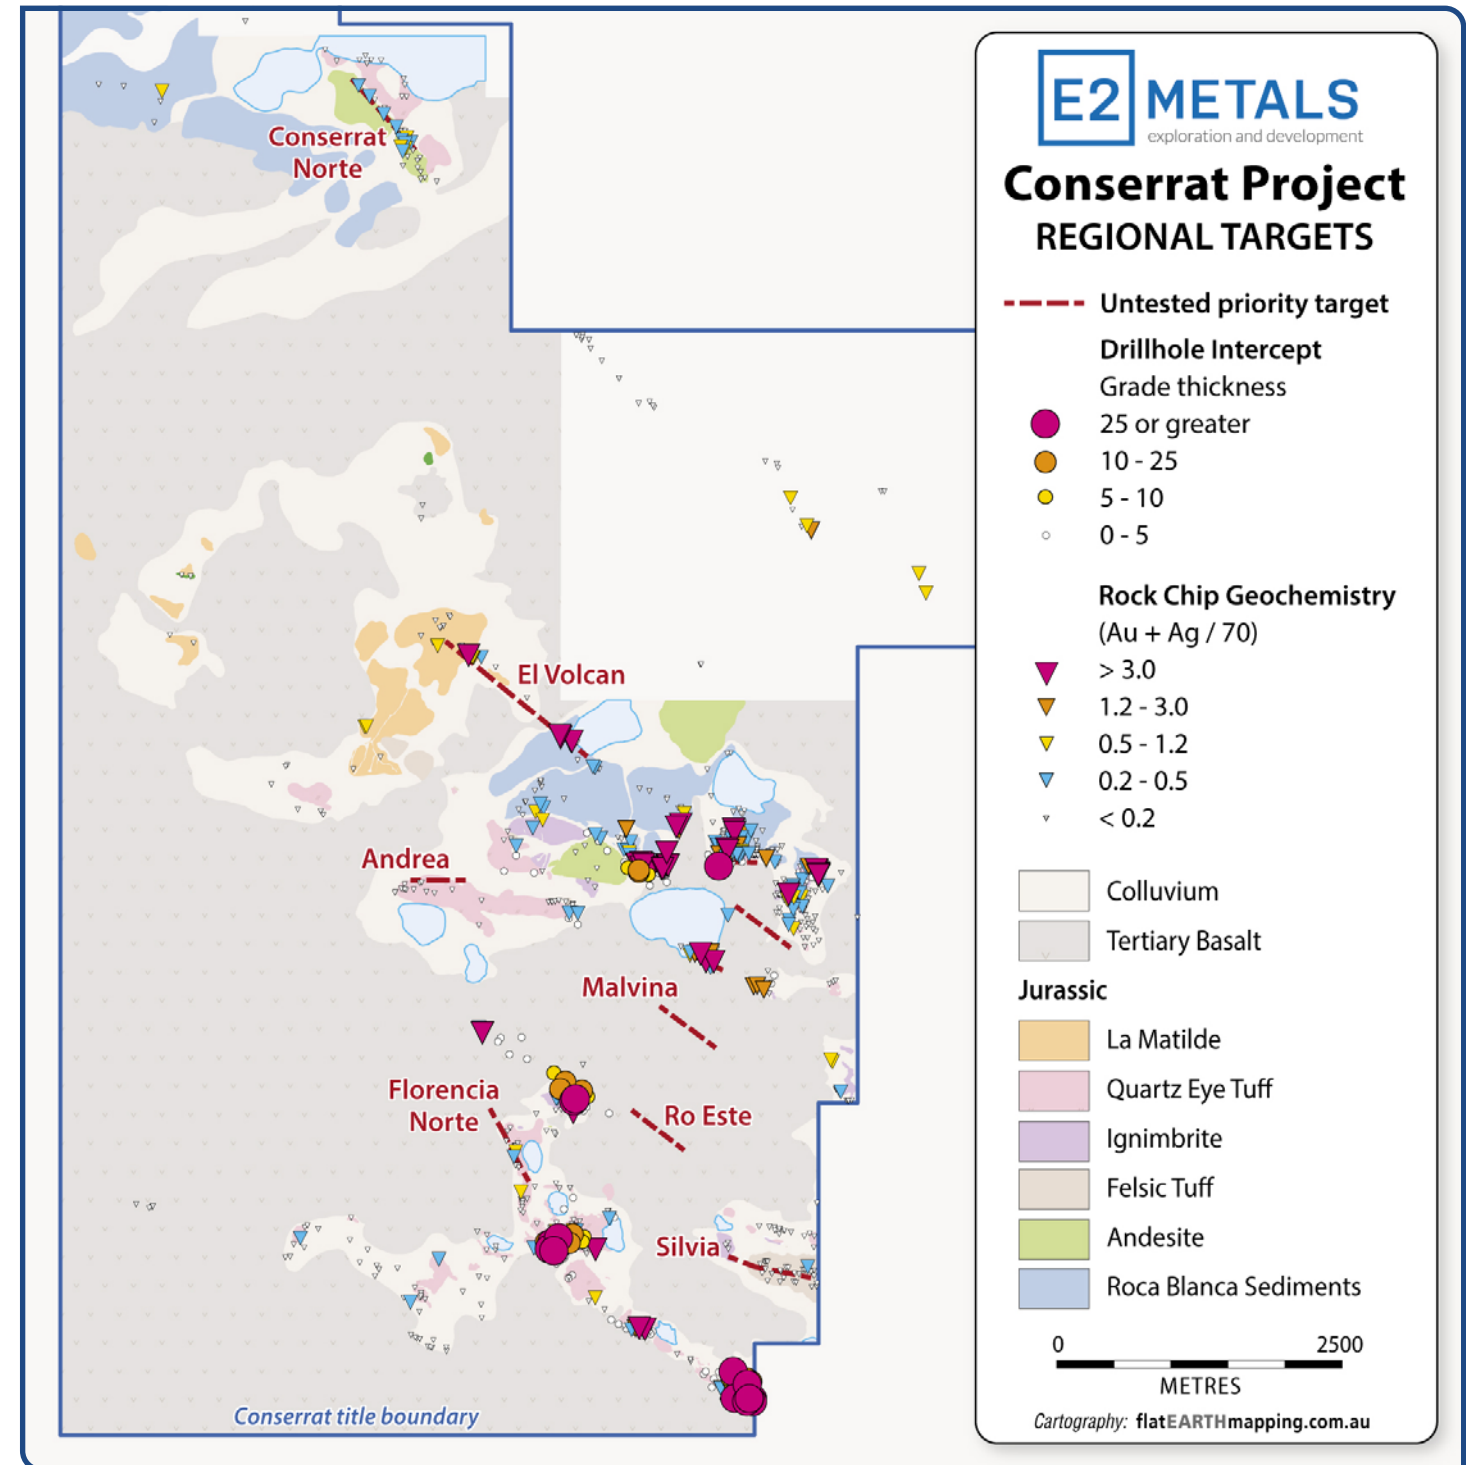 Conserrat
Norte
El Volcan
Andrea
Malvina
Florencia
Norte
Ro Este
Silvia
Conserrat title boundary
E2 METALS
exploration and development
Conserrat Project
REGIONAL TARGETS
Untested priority target
Drillhole Intercept
Grade thickness
25 or greater
10 - 25
5 - 10
0 - 5
Rock Chip Geochemistry
(Au + Ag / 70)
> 3.0
1.2 - 3.0
0.5 - 1.2
0.2 - 0.5
< 0.2
Colluvium
Tertiary Basalt
Jurassic
La Matilde
Quartz Eye Tuff
Ignimbrite
Felsic Tuff
Andesite
Roca Blanca Sediments
0 2500
METRES
Cartography: flatEARTHmapping.com.au